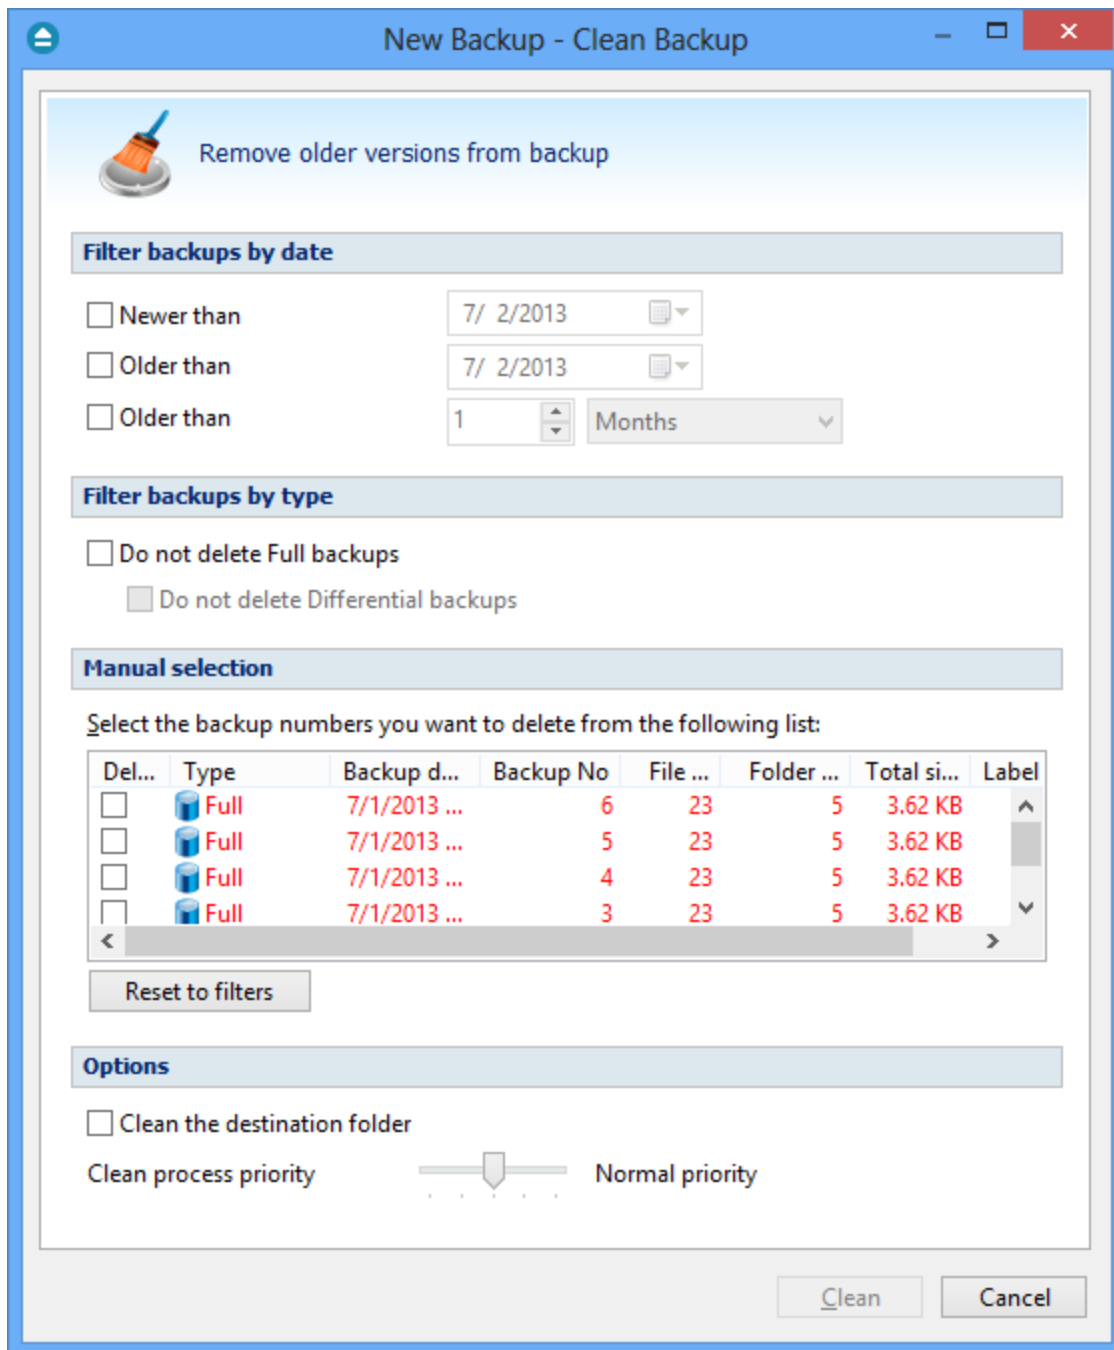 New Backup - Clean Backup
Remove older versions from backup
Filter backups by date
Newer than 7/ 2/2013
Older than 7/ 2/2013
Older than 1 Months
Filter backups by type
Do not delete Full backups
Do not delete Differential backups
Manual selection
Select the backup numbers you want to delete from the following list:
Del... Type Backup d... Backup No File ... Folder ... Total si... Label
Full 7/1/2013 ... 6 23 5 3.62 KB
Full 7/1/2013 ... 5 23 5 3.62 KB
Full 7/1/2013 ... 4 23 5 3.62 KB
Full 7/1/2013 ... 3 23 5 3.62 KB
Reset to filters
Options
Clean the destination folder
Clean process priority Normal priority
Clean Cancel